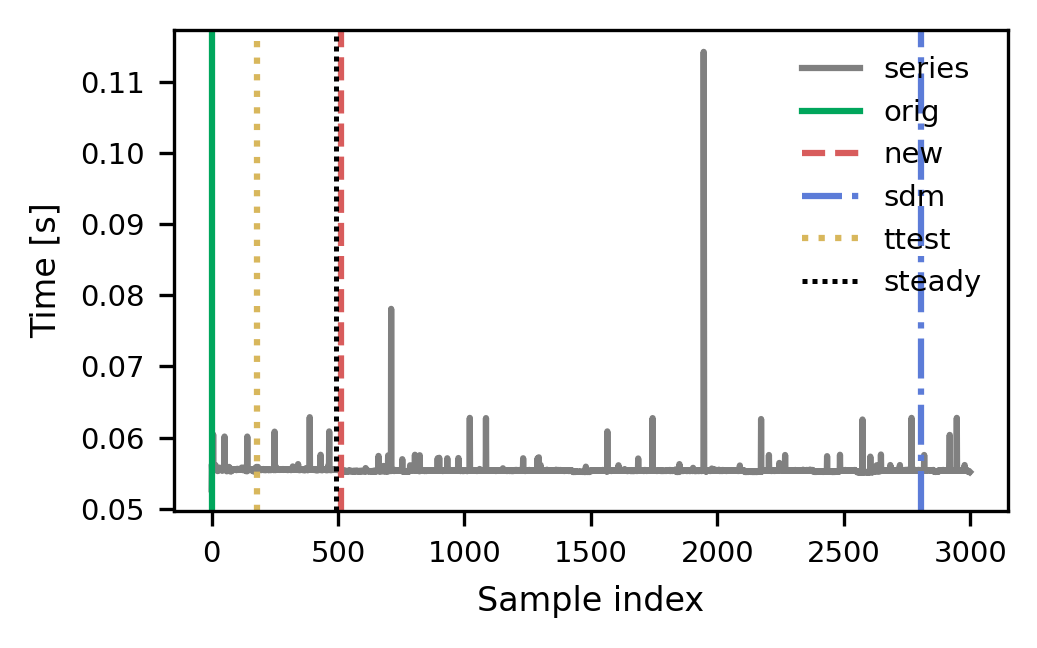 Time [s]
0.11
0.10
0.09
0.08
0.07
0.06
0.05
series
orig
new
sdm
ttest
steady
0 500 1000 1500 2000 2500 3000
Sample index